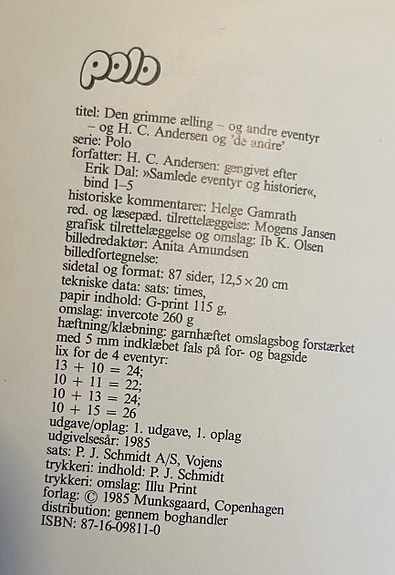 polo
titel: Den grimme ælling – og andre eventyr
– og H. C. Andersen og 'de andre'
serie: Polo
forfatter: H. C. Andersen: gengivet efter
Erik Dal: »Samlede eventyr og historier«,
bind 1–5
historiske kommentarer: Helge Gamrath
red. og læsepæd. tilrettelæggelse: Mogens Jansen
grafisk tilrettelæggelse og omslag: Ib K. Olsen
billedredaktør: Anita Amundsen
billedfortegnelse:
sidetal og format: 87 sider, 12,5 × 20 cm
tekniske data: sats: times,
papir indhold: G-print 115 g,
omslag: invercote 260 g
hæftning/klæbning: garnhæftet omslagsbog forstærket
med 5 mm indklæbet fals på for- og bagside
lix for de 4 eventyr:
13 + 10 = 24;
10 + 11 = 22;
10 + 13 = 24;
10 + 15 = 26
udgave/oplag: 1. udgave, 1. oplag
udgivelsesår: 1985
sats: P. J. Schmidt A/S, Vojens
trykkeri: indhold: P. J. Schmidt
trykkeri: omslag: Illu Print
forlag: © 1985 Munksgaard, Copenhagen
distribution: gennem boghandler
ISBN: 87-16-09811-0